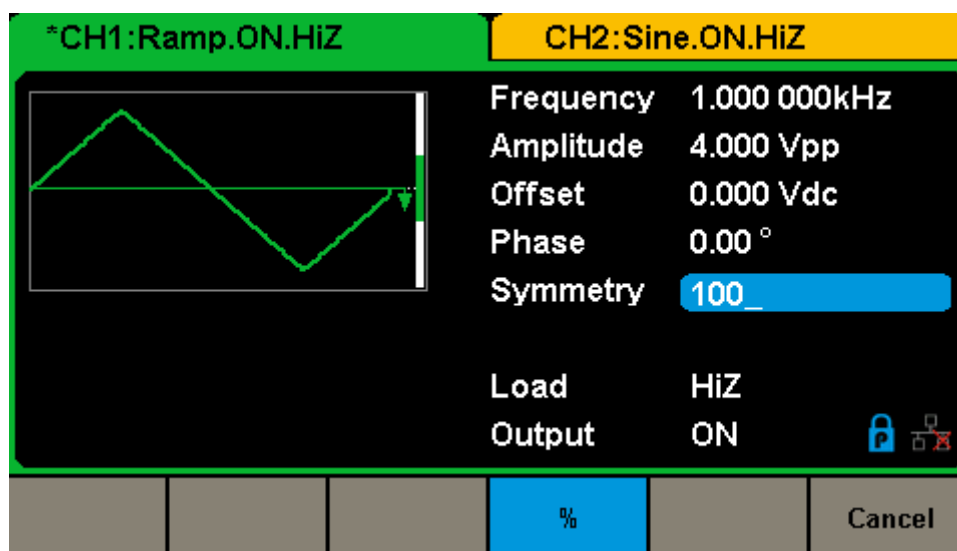 *CH1:Ramp.ON.HiZ
CH2:Sine.ON.HiZ
Frequency 1.000 000kHz
Amplitude 4.000 Vpp
Offset 0.000 Vdc
Phase 0.00 °
Symmetry 100_
Load HiZ
Output ON
P
% Cancel